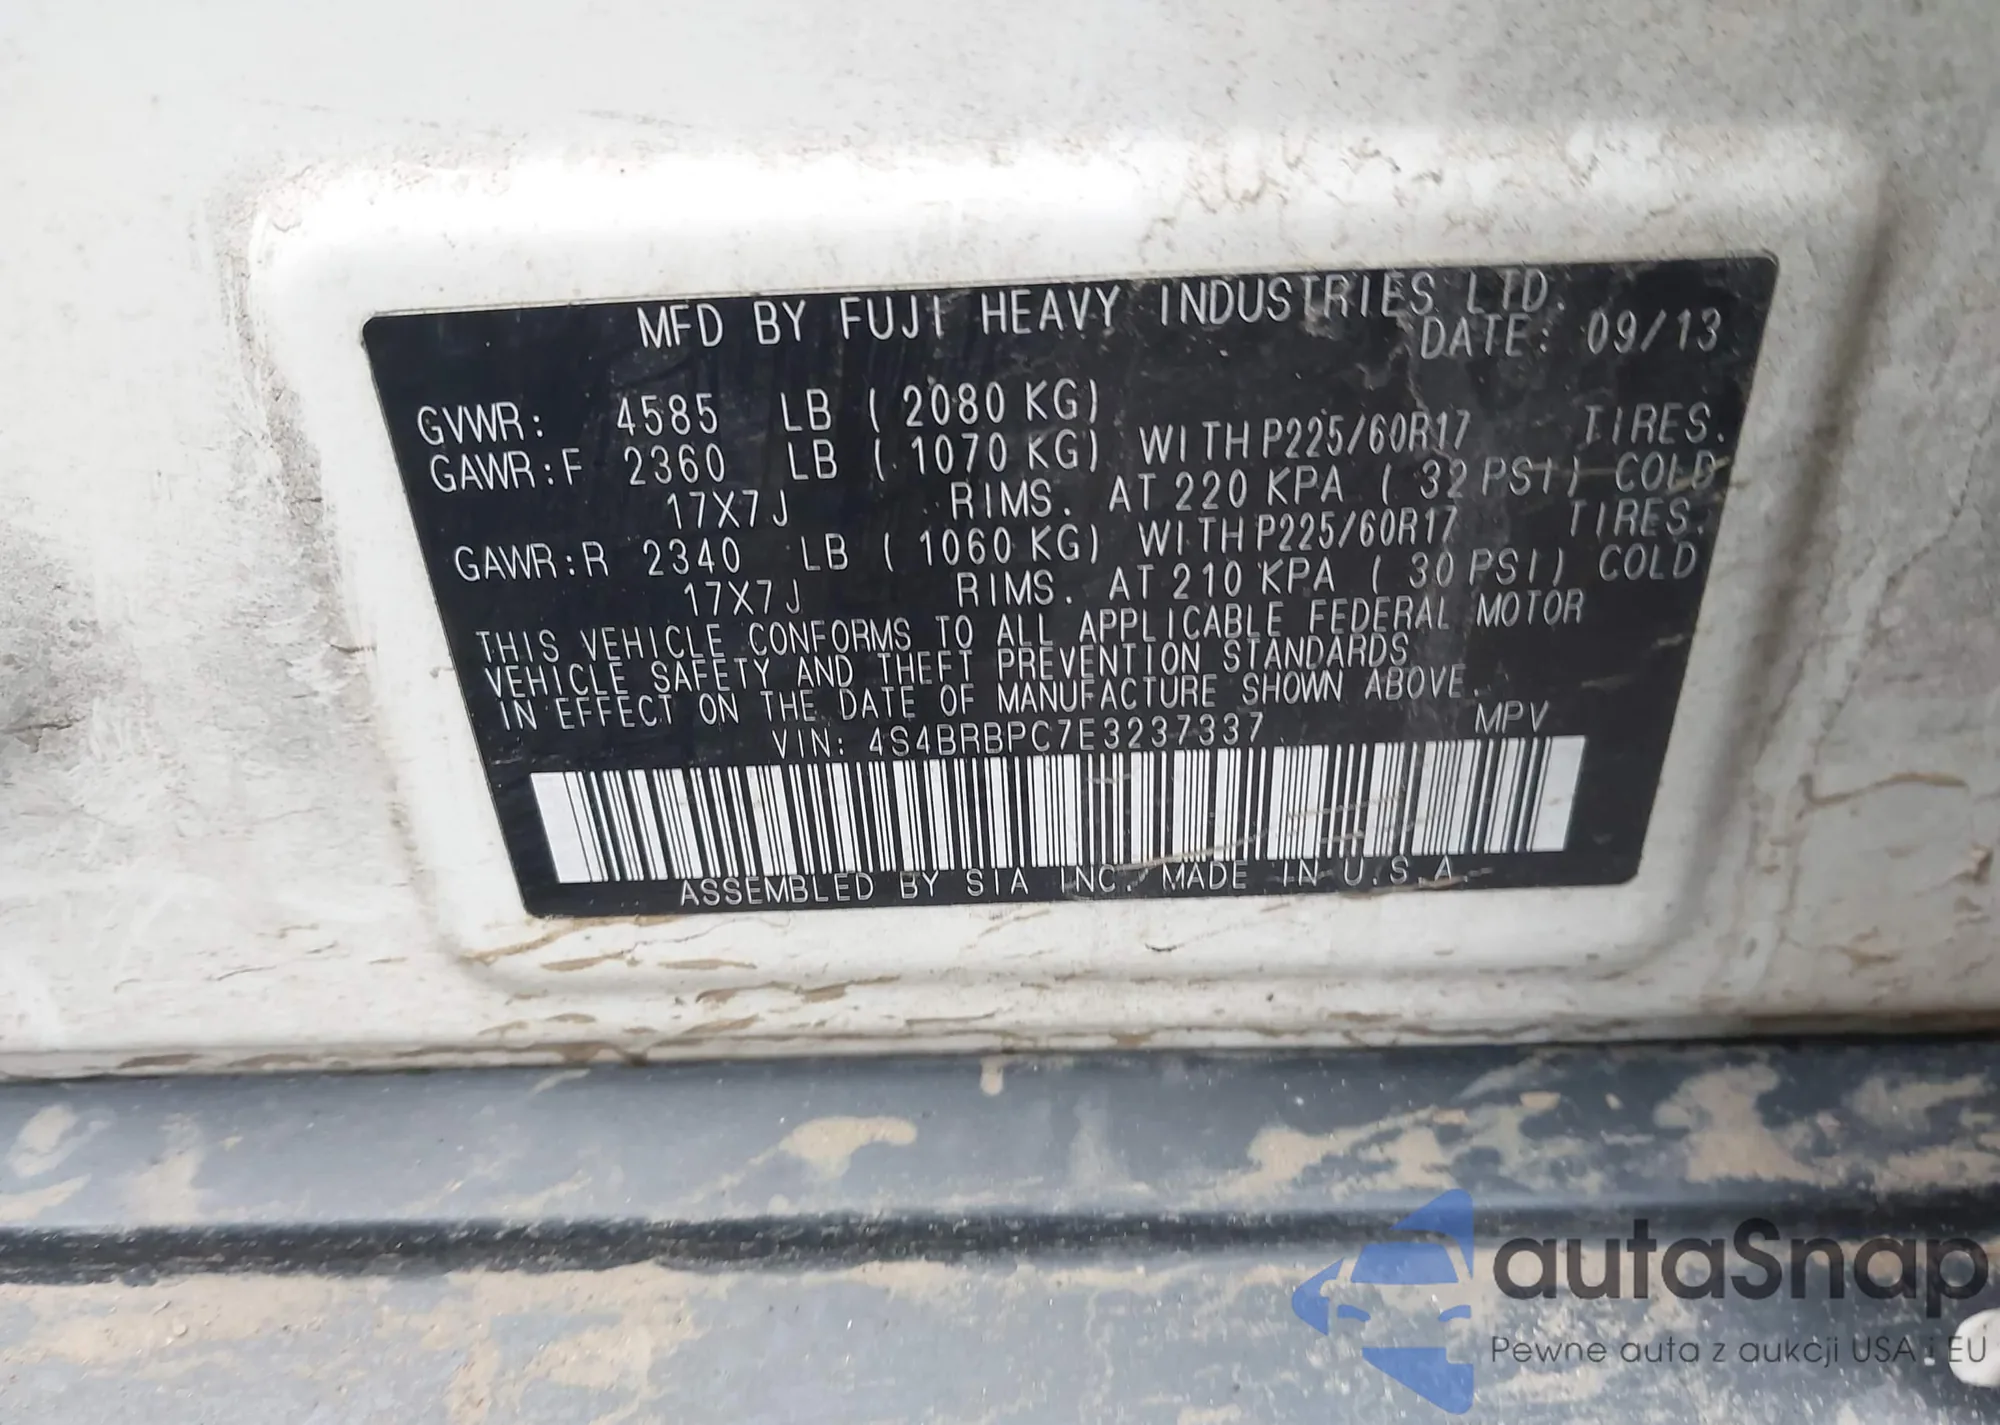 MFD BY FUJI HEAVY INDUSTRIES LTD.
DATE: 09/13
GVWR: 4585 LB ( 2080 KG)
GAWR:F 2360 LB ( 1070 KG) WITH P225/60R17 TIRES.
17X7J RIMS. AT 220 KPA ( 32 PSI) COLD
GAWR:R 2340 LB ( 1060 KG) WITH P225/60R17 TIRES.
17X7J RIMS. AT 210 KPA ( 30 PSI) COLD
THIS VEHICLE CONFORMS TO ALL APPLICABLE FEDERAL MOTOR
VEHICLE SAFETY AND THEFT PREVENTION STANDARDS
IN EFFECT ON THE DATE OF MANUFACTURE SHOWN ABOVE.
VIN: 4S4BRBPC7E3237337 MPV
ASSEMBLED BY SIA INC. MADE IN U.S.A.
autaSnap
Pewne auta z aukcji USA i EU